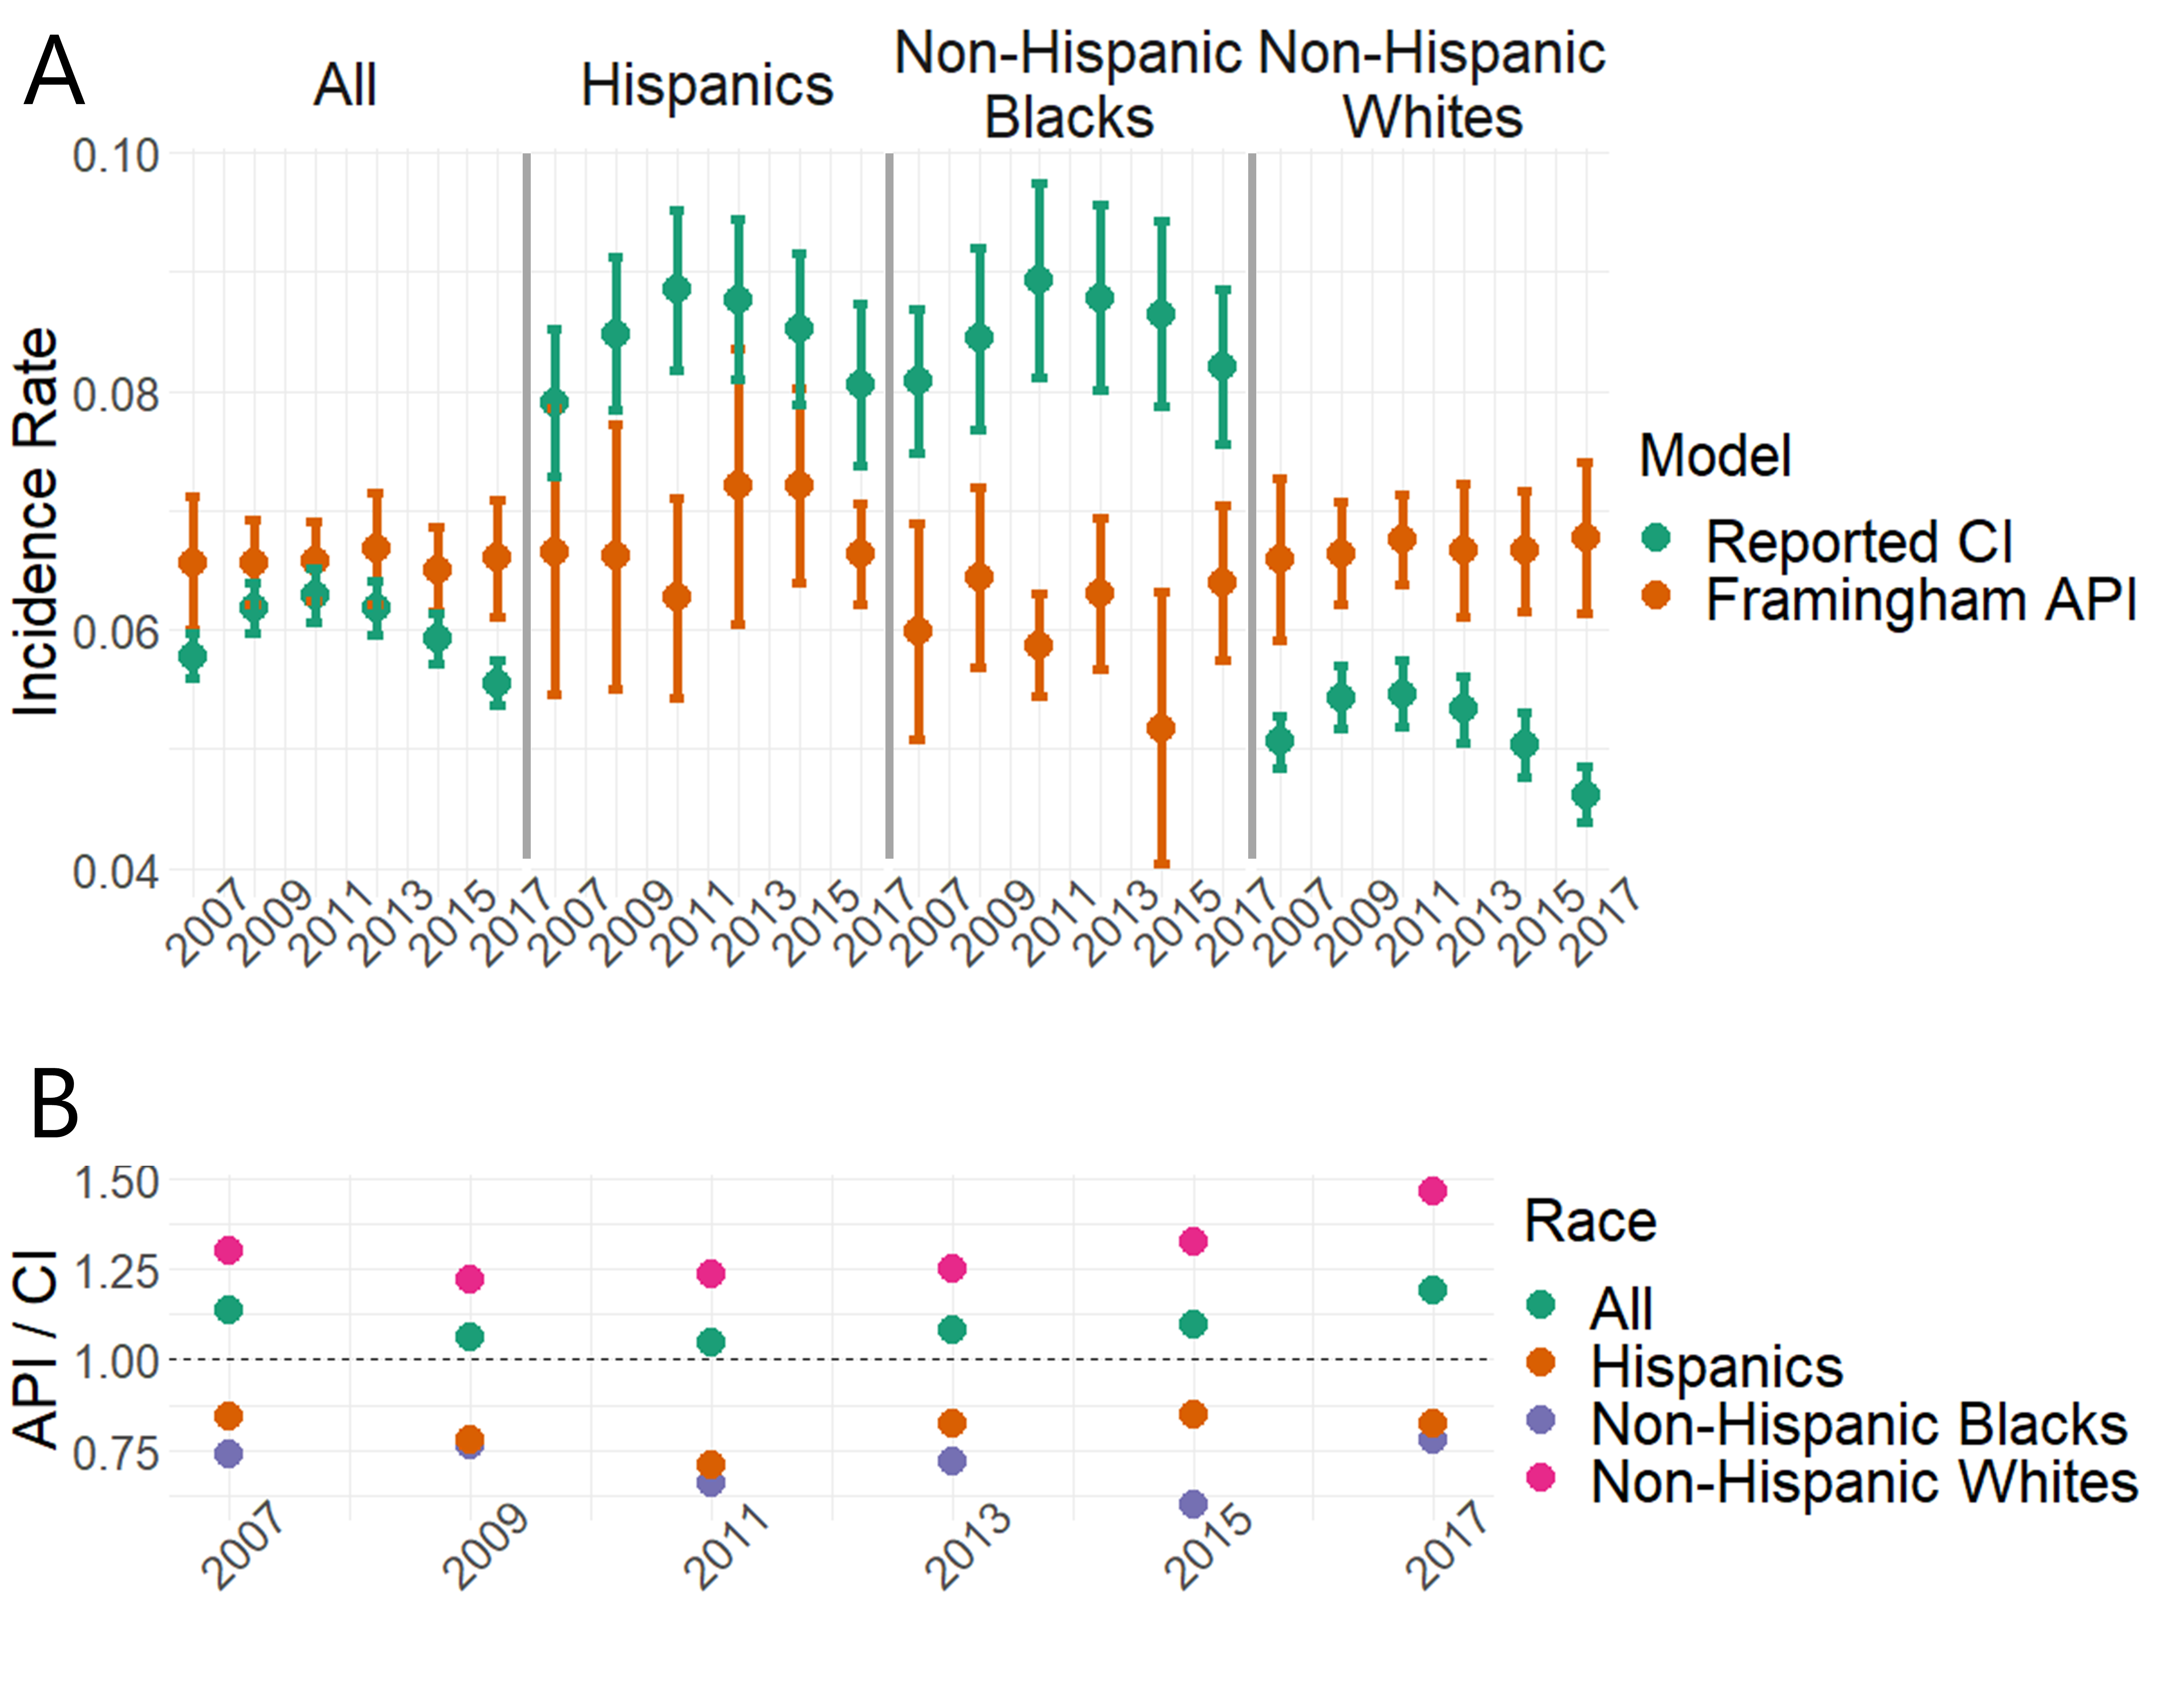 A
All
Hispanics
Non-Hispanic Blacks
Non-Hispanic Whites
Incidence Rate
0.10
0.08
0.06
0.04
2007 2009 2011 2013 2015 2017 2007 2009 2011 2013 2015 2017 2007 2009 2011 2013 2015 2017 2007 2009 2011 2013 2015 2017
Model
Reported CI
Framingham API
B
API / CI
1.50
1.25
1.00
0.75
2007 2009 2011 2013 2015 2017
Race
All
Hispanics
Non-Hispanic Blacks
Non-Hispanic Whites